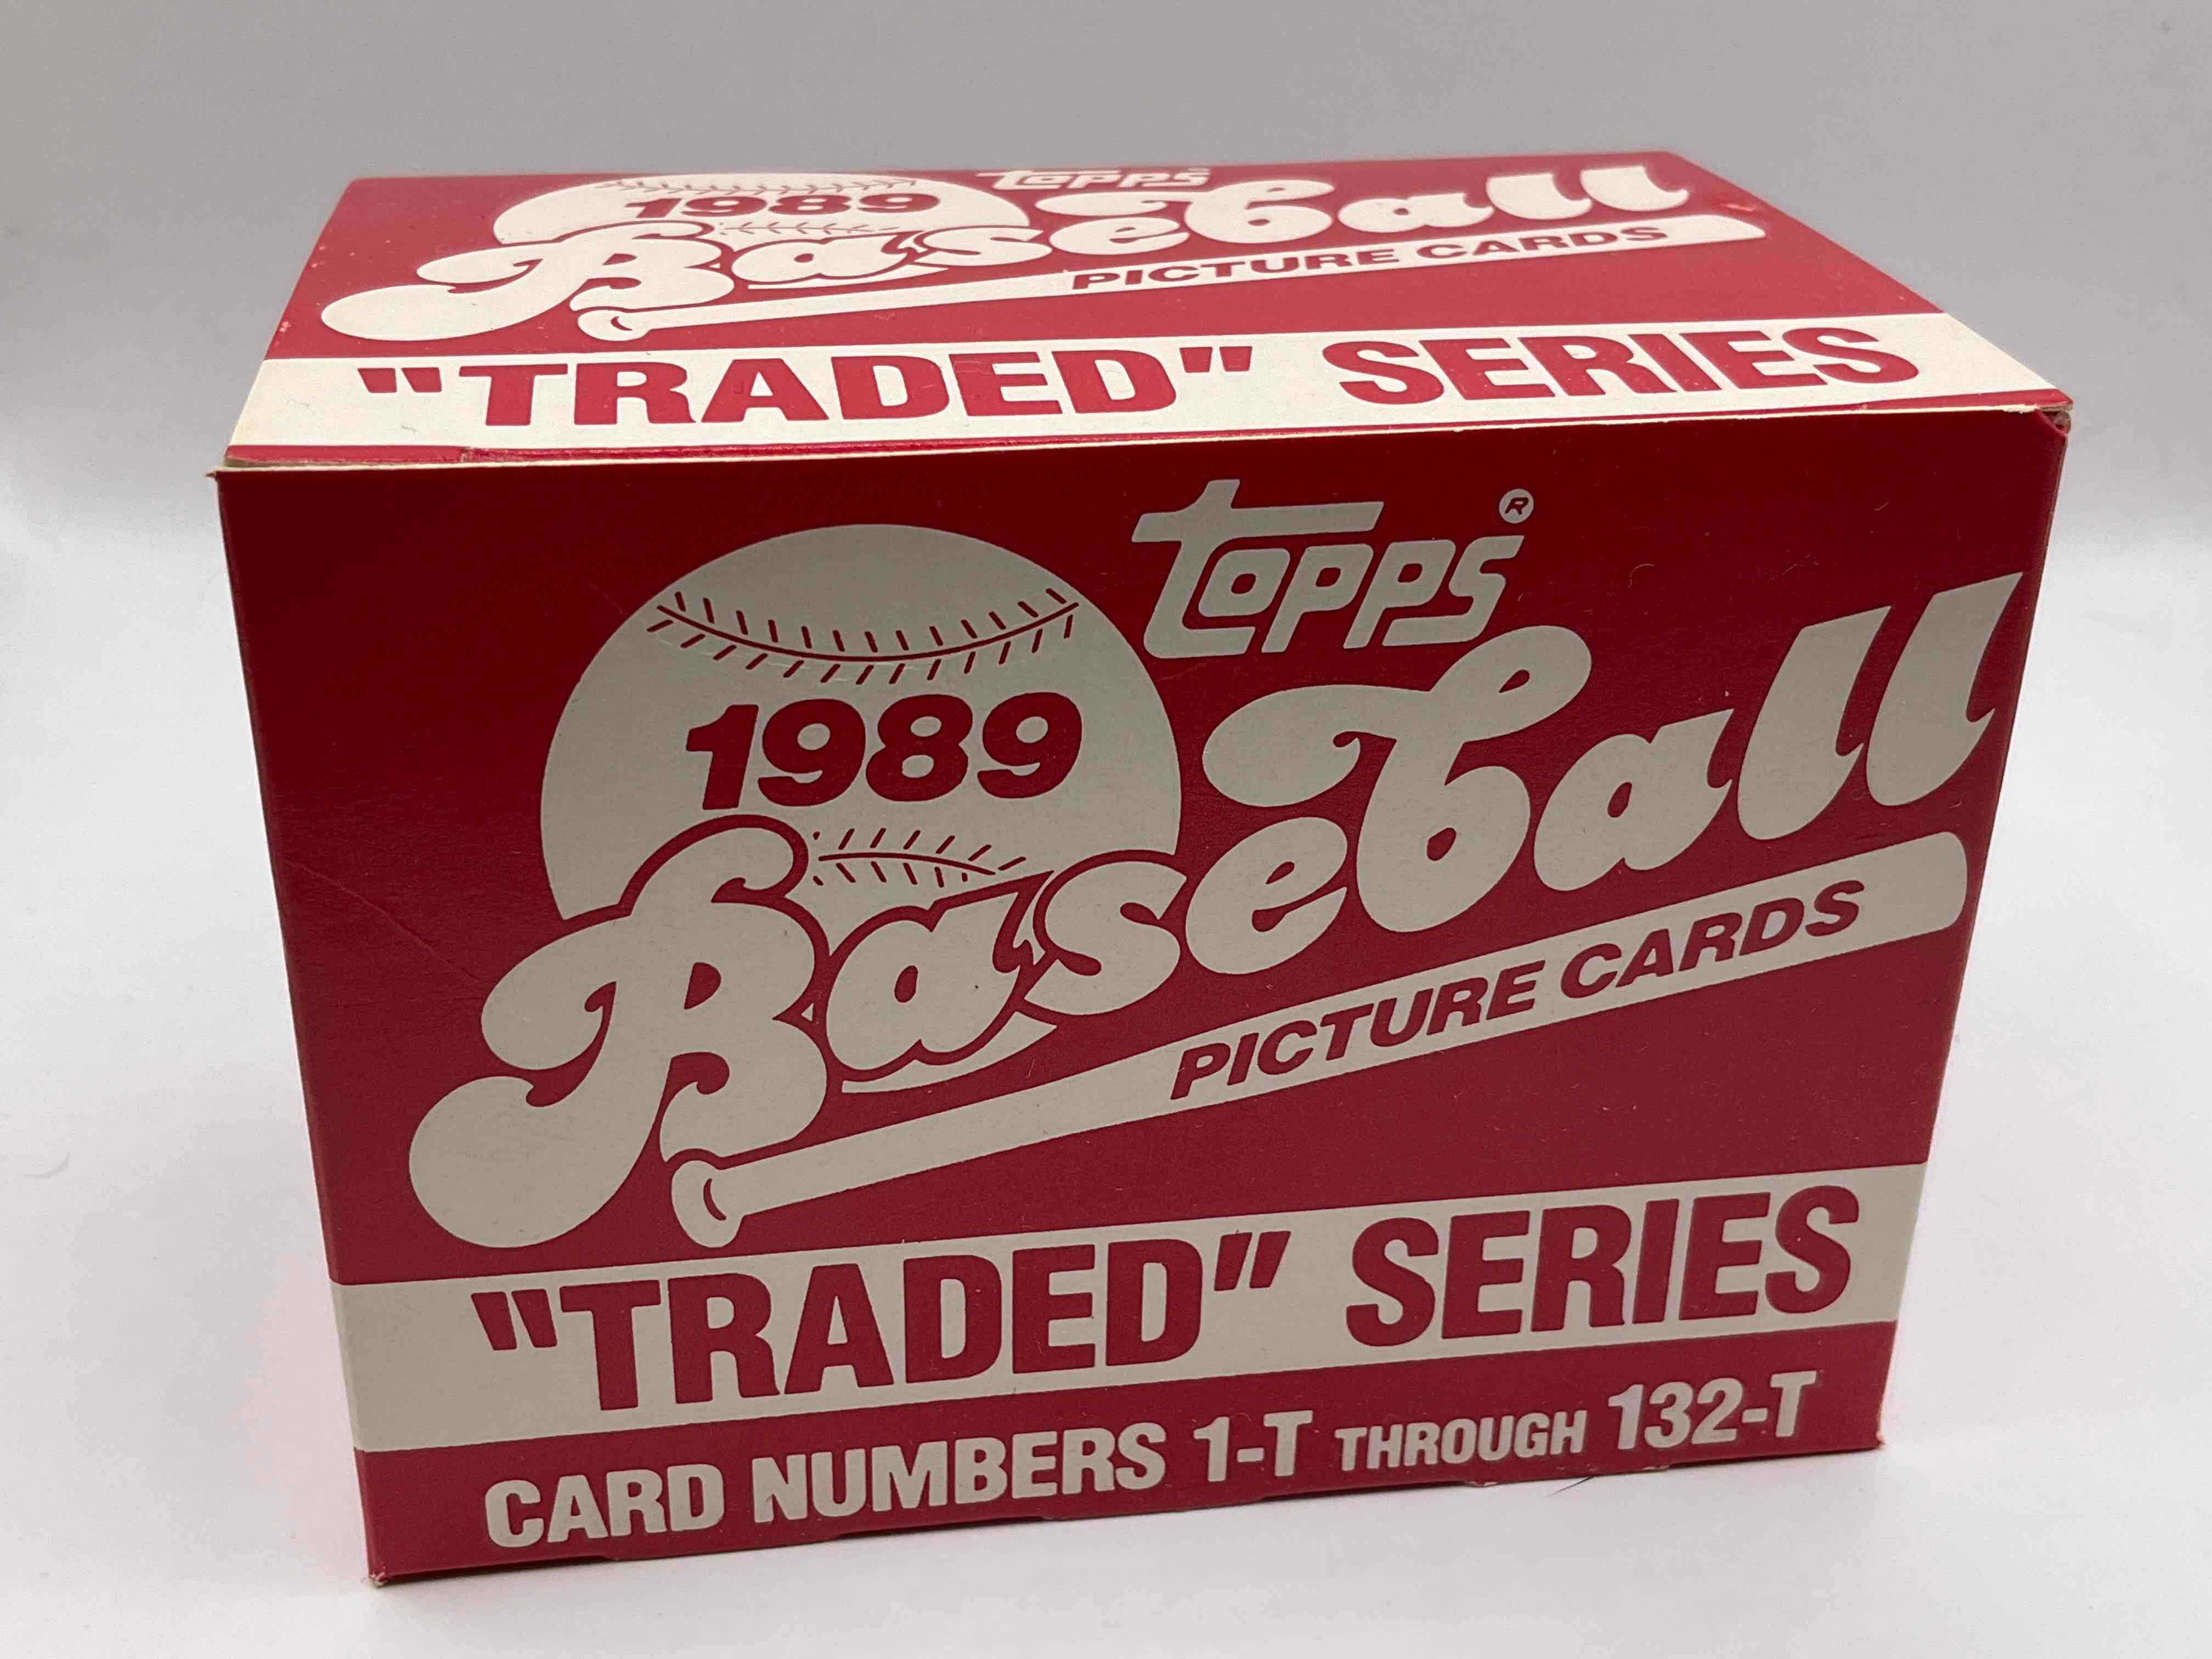 topps
1989
Baseball
PICTURE CARDS
"TRADED" SERIES
topps®
1989
Baseball
PICTURE CARDS
"TRADED" SERIES
CARD NUMBERS 1-T THROUGH 132-T